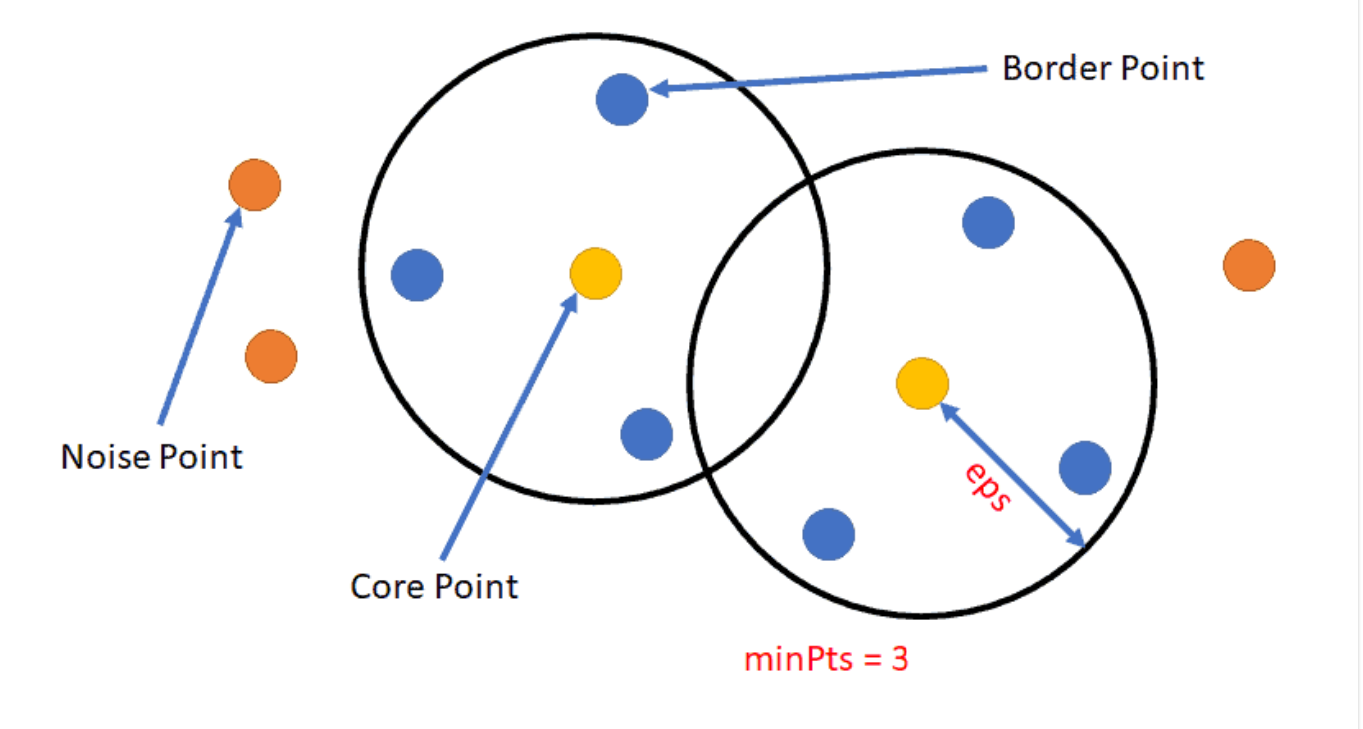 Border Point
Noise Point
eps
Core Point
minPts = 3